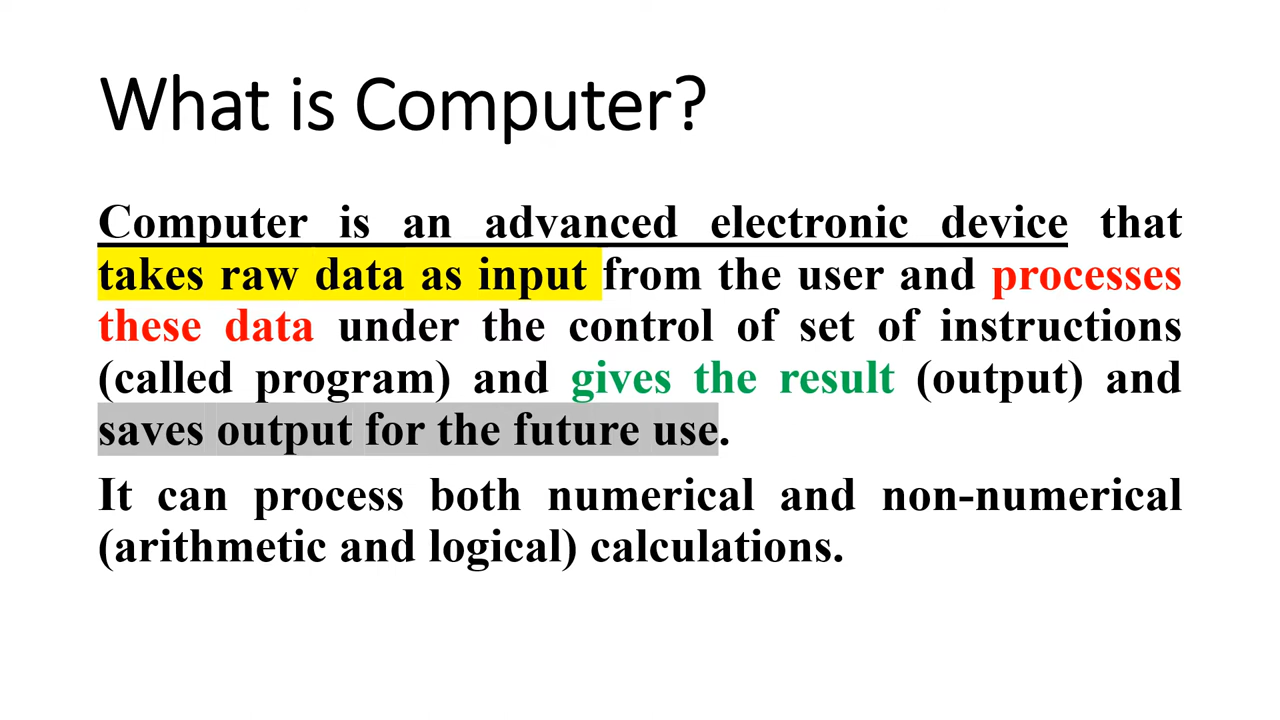 What is Computer?
Computer is an advanced electronic device that
takes raw data as input from the user and processes
these data under the control of set of instructions
(called program) and gives the result (output) and
saves output for the future use.
It can process both numerical and non-numerical
(arithmetic and logical) calculations.